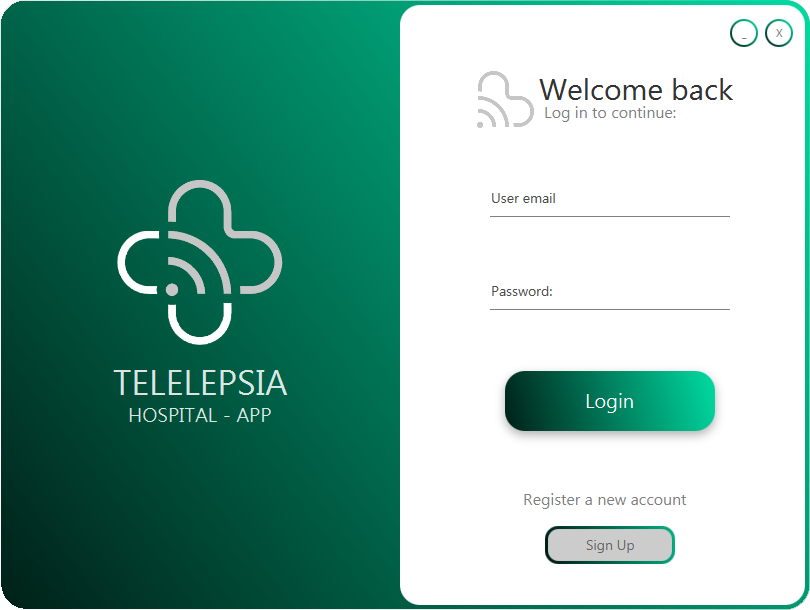 _ X
Welcome back
Log in to continue:
User email
Password:
TELELEPSIA
HOSPITAL - APP
Login
Register a new account
Sign Up